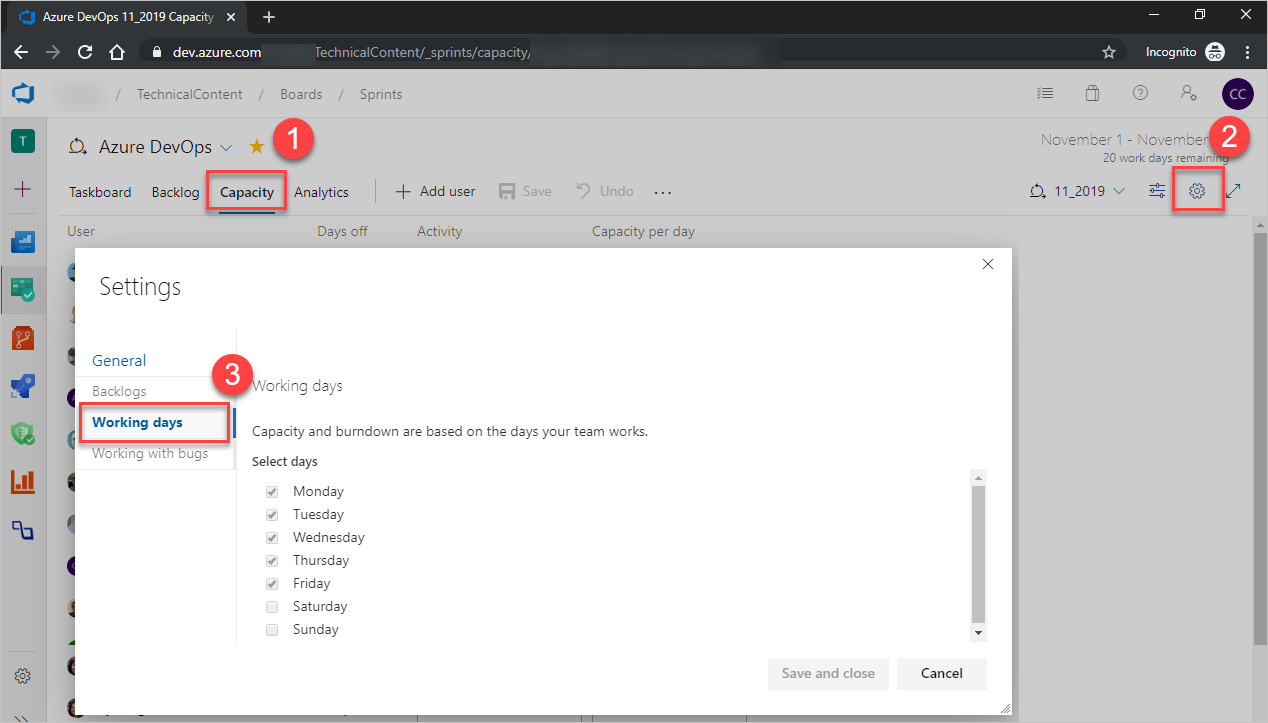 Azure DevOps 11_2019 Capacity
dev.azure.com TechnicalContent/_sprints/capacity/
Incognito
/ TechnicalContent / Boards / Sprints
CC
T
Azure DevOps
1
November 1 - November
2
20 work days remaining
Taskboard Backlog Capacity Analytics
Add user Save Undo ...
11_2019
User Days off Activity Capacity per day
Settings
General
Backlogs
3
Working days
Working with bugs
Working days
Capacity and burndown are based on the days your team works.
Select days
Monday
Tuesday
Wednesday
Thursday
Friday
Saturday
Sunday
Save and close Cancel